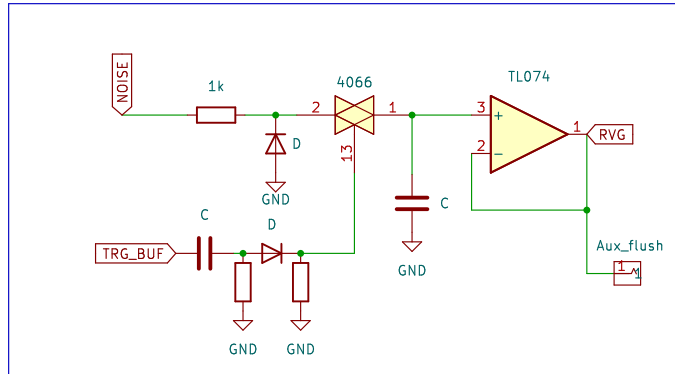 NOISE
1k
4066
TL074
2
1
3
+
1
RVG
13
2
−
D
GND
C
C
D
TRG_BUF
GND
Aux_flush
1
1
GND
GND